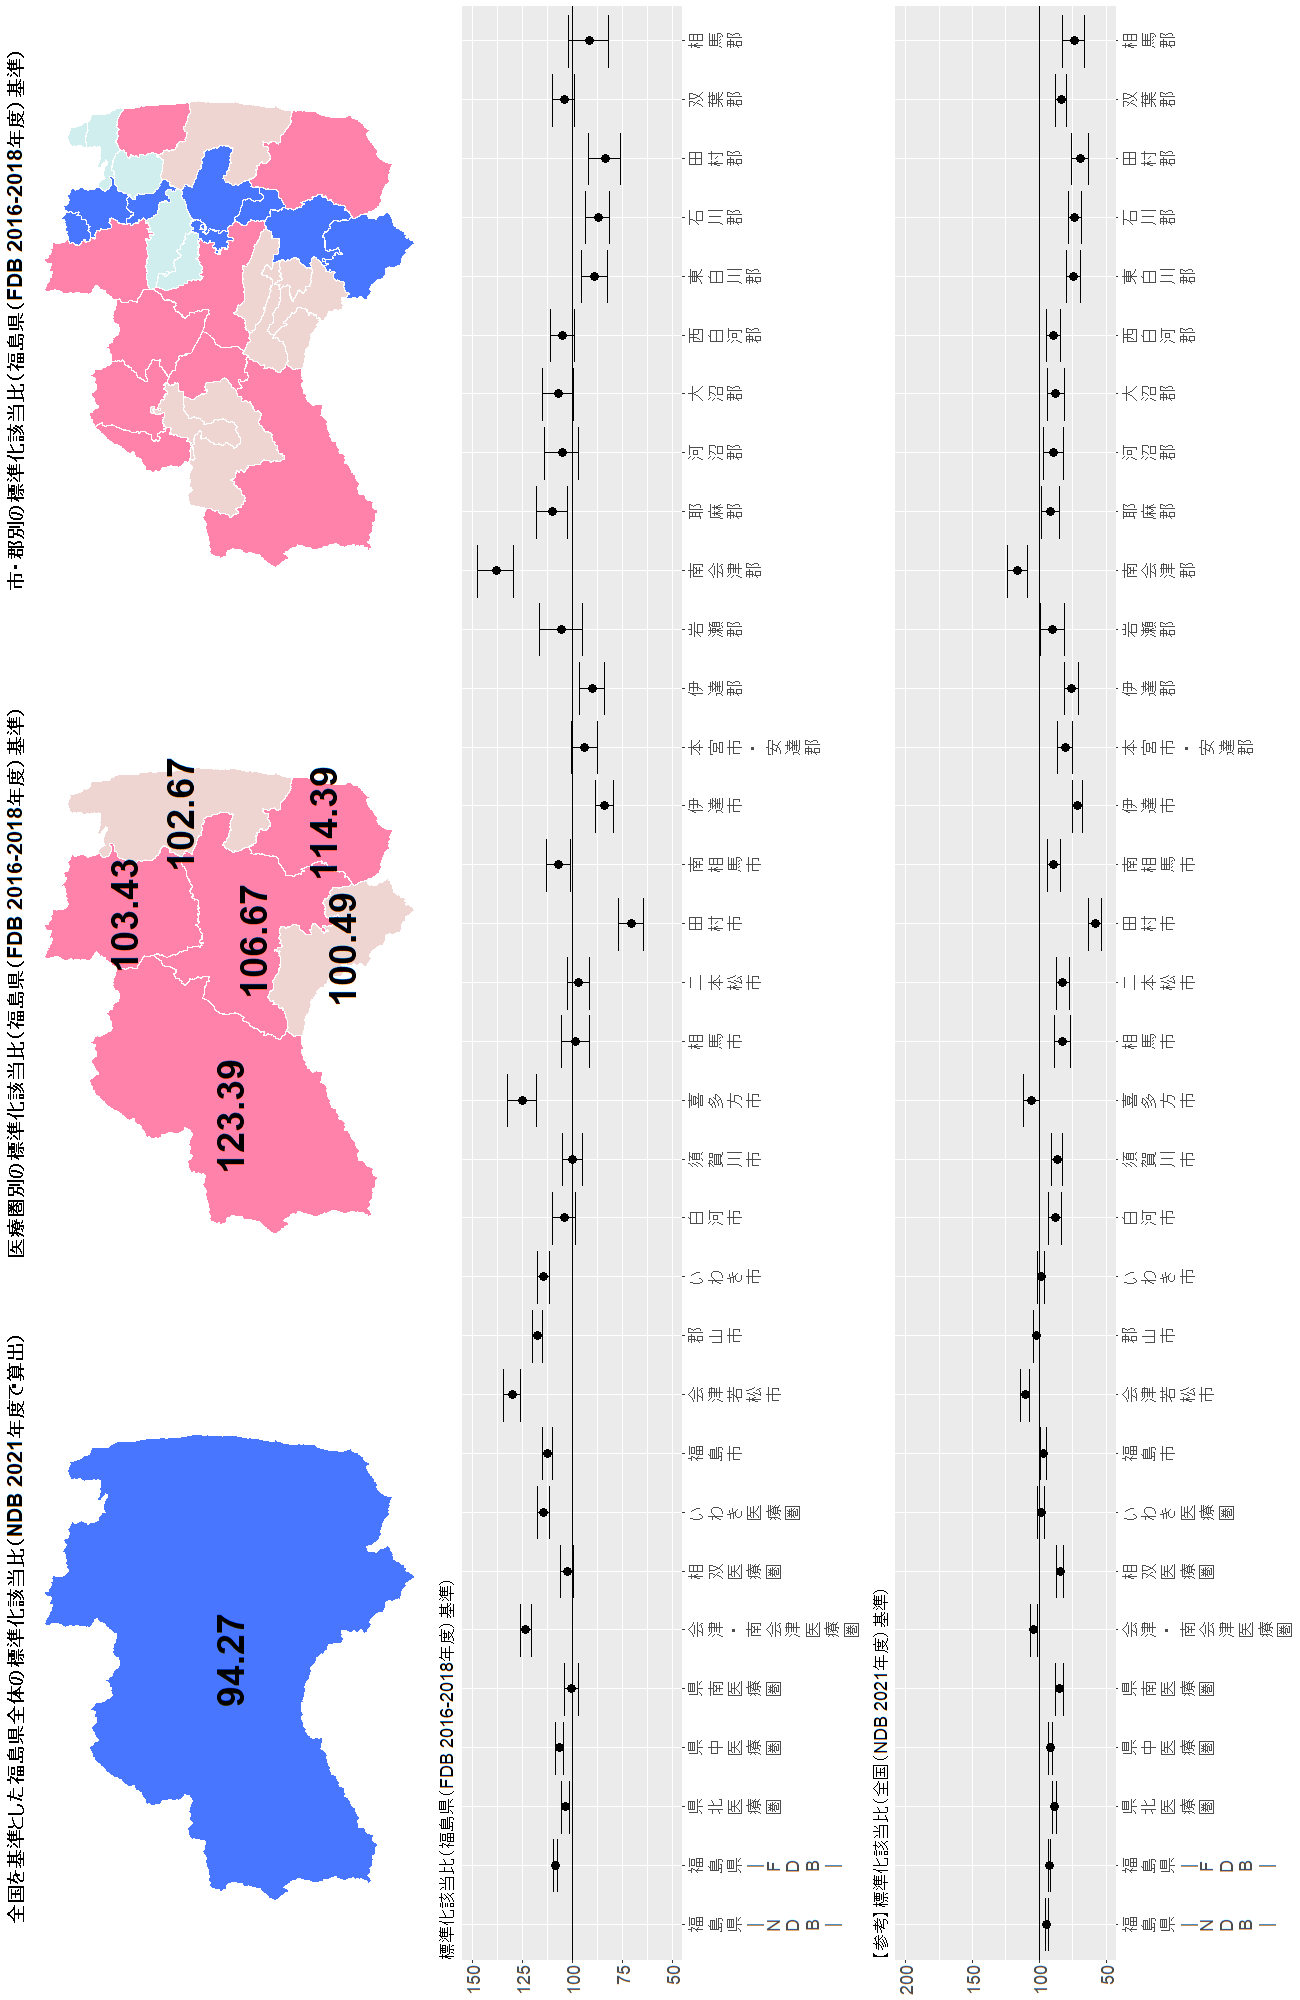 全国を基準とした福島県全体の標準化該当比(NDB 2021年度で算出)
94.27
医療圏別の標準化該当比(福島県(FDB 2016-2018年度)基準)
103.43
102.67
123.39
106.67
114.39
100.49
市・郡別の標準化該当比(福島県(FDB 2016-2018年度)基準)
標準化該当比(福島県(FDB 2016-2018年度)基準)
150
125
100
75
50
福島県|NDB|
福島県|FDB|
県北医療圏
県中医療圏
県南医療圏
会津・南会津医療圏
相双医療圏
いわき医療圏
福島市
会津若松市
郡山市
いわき市
白河市
須賀川市
喜多方市
相馬市
二本松市
田村市
南相馬市
伊達市
本宮市・安達郡
伊達郡
岩瀬郡
南会津郡
耶麻郡
河沼郡
大沼郡
西白河郡
東白川郡
石川郡
田村郡
双葉郡
相馬郡
【参考】標準化該当比(全国(NDB 2021年度)基準)
200
100
50
福島県|NDB|
福島県|FDB|
県北医療圏
県中医療圏
県南医療圏
会津・南会津医療圏
相双医療圏
いわき医療圏
福島市
会津若松市
郡山市
いわき市
白河市
須賀川市
喜多方市
相馬市
二本松市
田村市
南相馬市
伊達市
本宮市・安達郡
伊達郡
岩瀬郡
南会津郡
耶麻郡
河沼郡
大沼郡
西白河郡
東白川郡
石川郡
田村郡
双葉郡
相馬郡